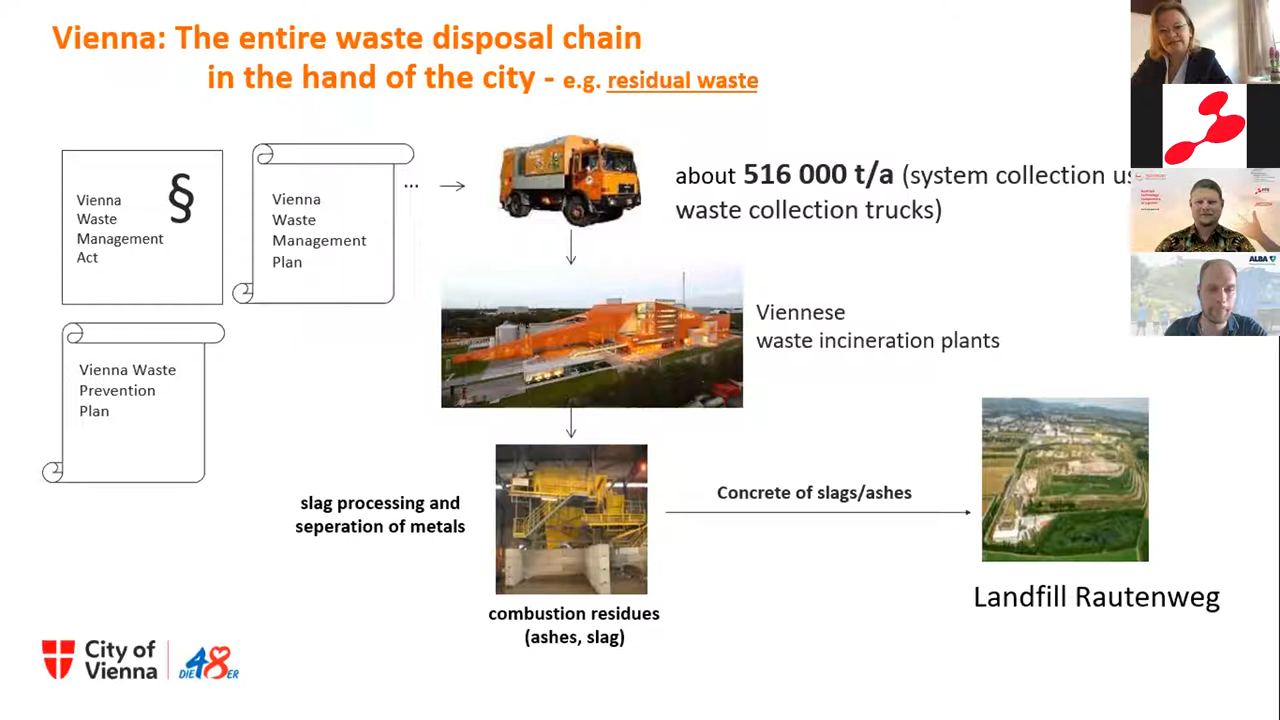 Vienna: The entire waste disposal chain
in the hand of the city - e.g. residual waste
Vienna
Waste
Management
Act
§
Vienna
Waste
Management
Plan
...
about 516 000 t/a (system collection
waste collection trucks)
Viennese
waste incineration plants
Vienna Waste
Prevention
Plan
slag processing and
seperation of metals
Concrete of slags/ashes
combustion residues
(ashes, slag)
Landfill Rautenweg
City of
Vienna
DIE 48ER
ALBA